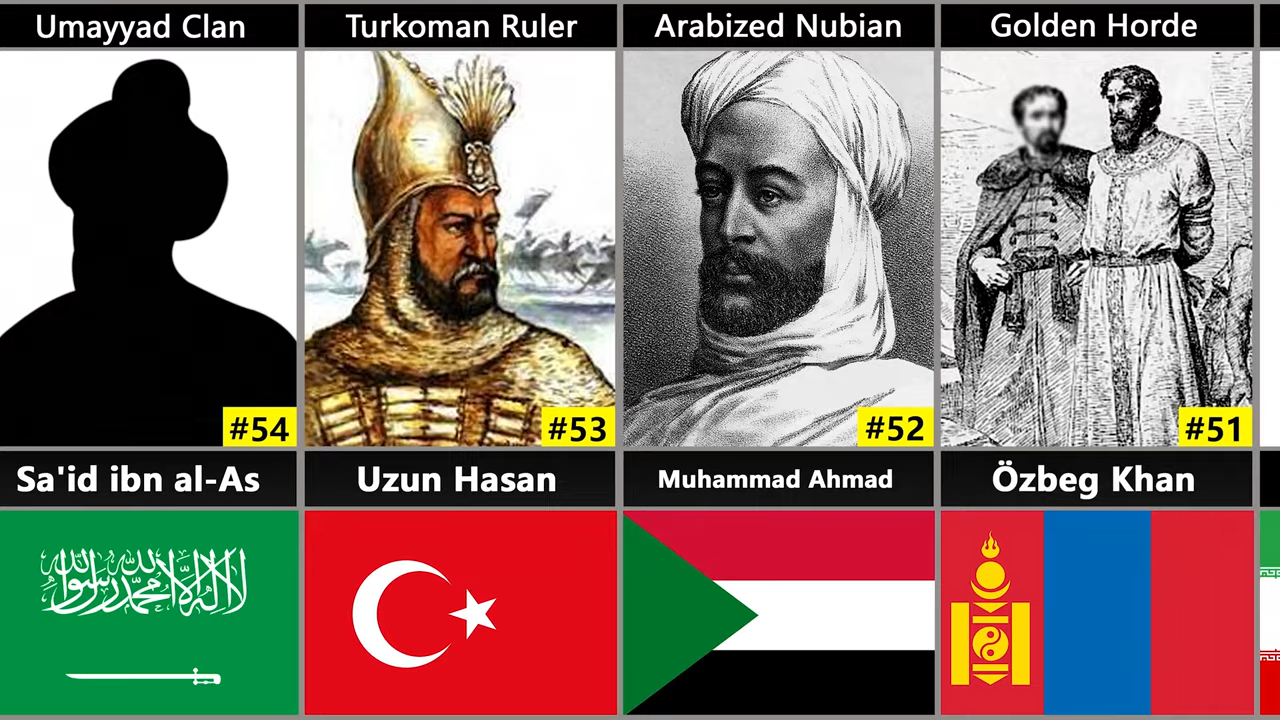 Umayyad Clan
Turkoman Ruler
Arabized Nubian
Golden Horde
#54
#53
#52
#51
Sa'id ibn al-As
Uzun Hasan
Muhammad Ahmad
Özbeg Khan
لا إله إلا الله محمد رسول الله